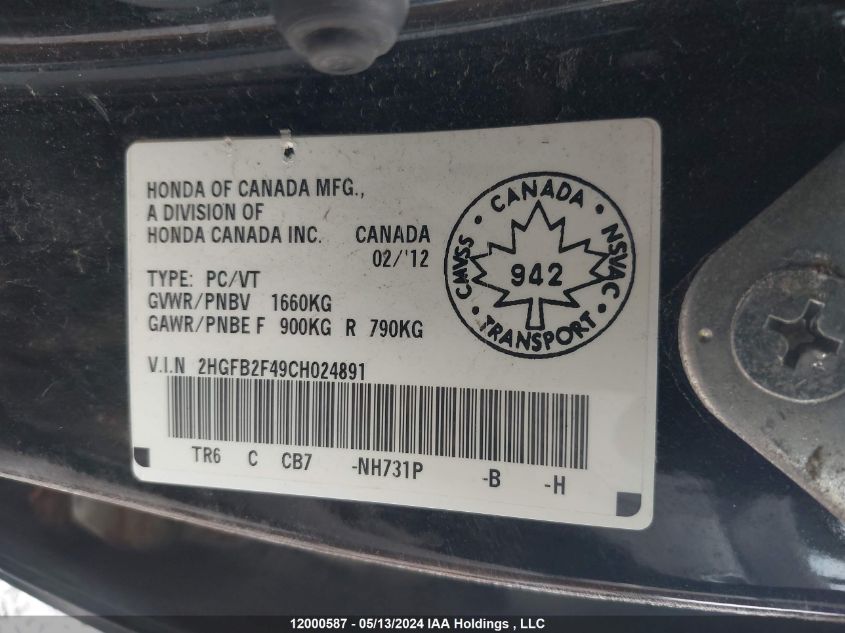 HONDA OF CANADA MFG.,
A DIVISION OF
HONDA CANADA INC. CANADA
02/'12
TYPE: PC/VT
GVWR/PNBV 1660KG
GAWR/PNBE F 900KG R 790KG
V.I.N 2HGFB2F49CH024891
TR6 C CB7 -NH731P -B -H
CANADA
CMVSS
NSVAC
942
TRANSPORT
12000587 - 05/13/2024 IAA Holdings , LLC